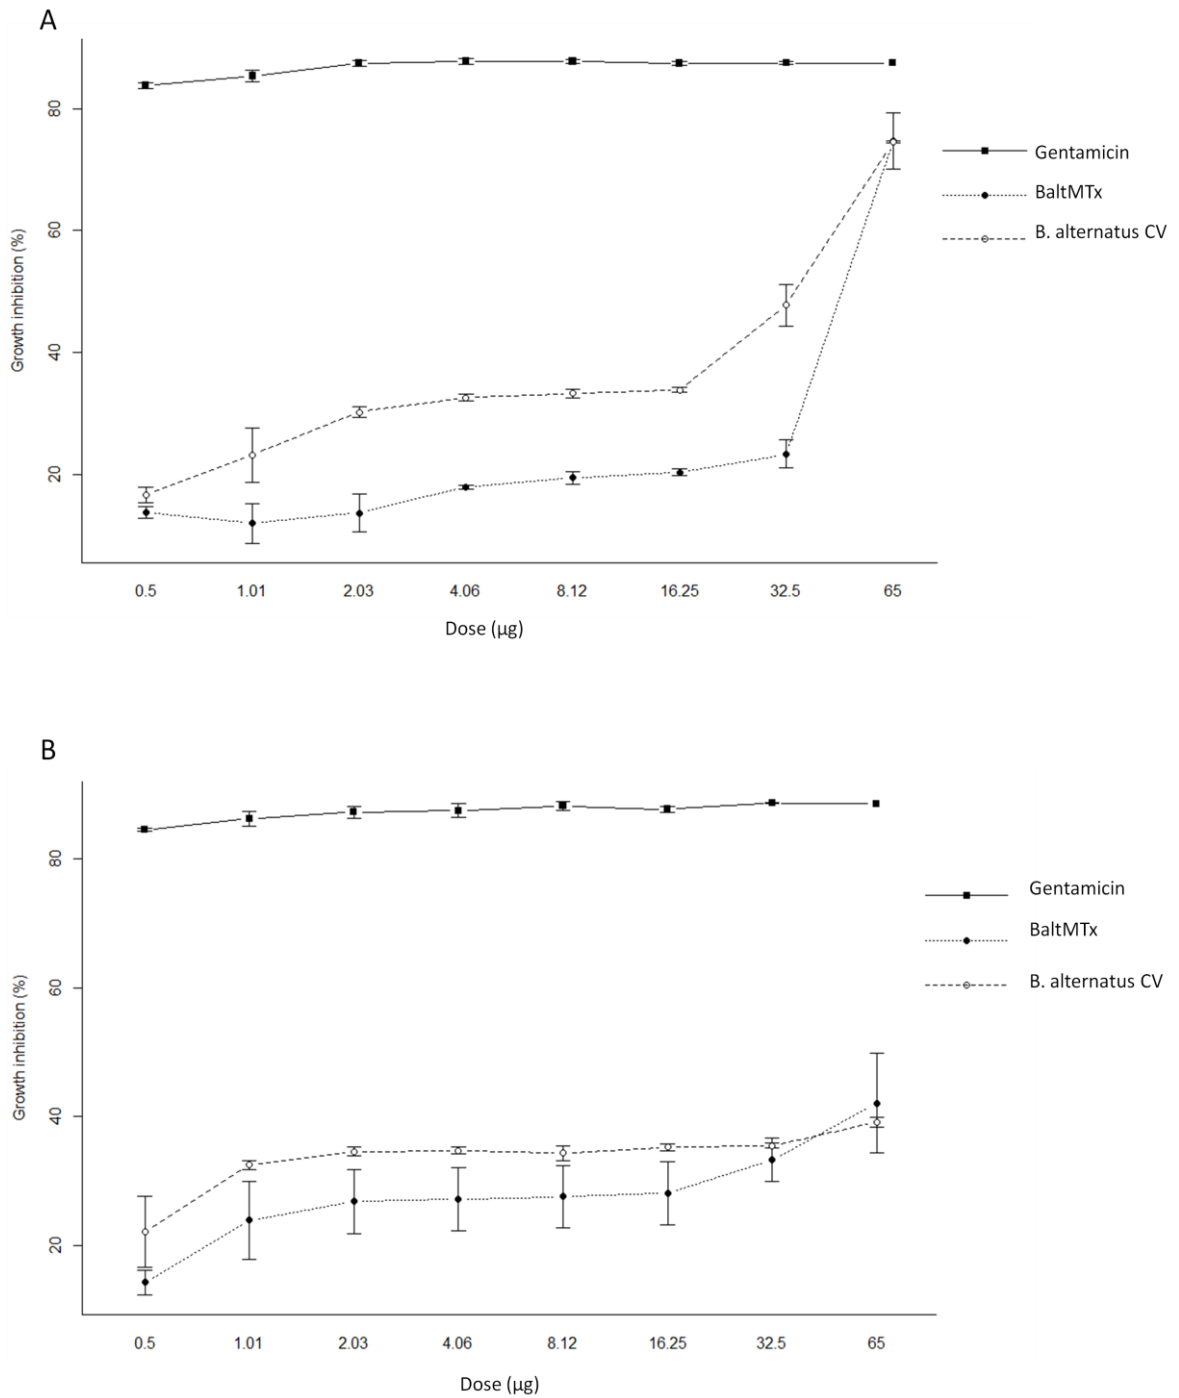 A
80
60
40
20
Growth inhibition (%)
0.5 1.01 2.03 4.06 8.12 16.25 32.5 65
Dose (µg)
Gentamicin
BaltMTx
B. alternatus CV
B
80
60
40
20
Growth inhibition (%)
0.5 1.01 2.03 4.06 8.12 16.25 32.5 65
Dose (µg)
Gentamicin
BaltMTx
B. alternatus CV